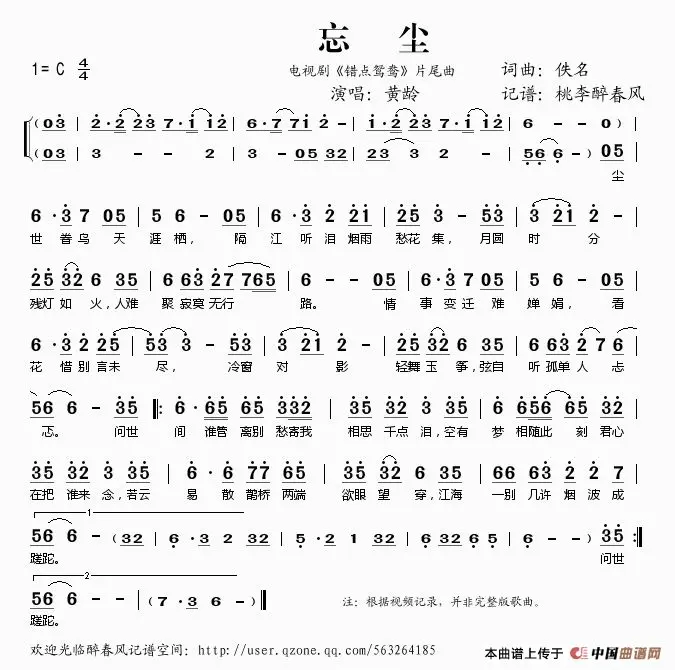 忘 尘
1= C 4/4
电视剧《错点鸳鸯》片尾曲
词曲：佚名
演唱：黄龄
记谱：桃李醉春风
(0 3 | 2·2 2 3 7·1 1 2 | 6·7 7 1 2 - | 1·2 2 3 7·1 1 2 | 6 - - 0 )
(0 3 | 3 - - 2 | 3 - 0 5 3 2 | 2 3 3 - 2 | 5 6 6 - ) 0 5
尘
6 · 3 7 0 5 | 5 6 - 0 5 | 1·3 2 2 1 | 3·2 3 - 5 3 | 3 2 1 2 -
世 眷 鸟 天 涯 栖， 隔 江 听 泪 烟雨 愁花 集， 月圆 时 分
2 5 3 2 6 3 5 | 6 6 3 2 7 7 6 5 | 6 - - 0 5 | 6 · 3 7 0 5 | 5 6 - 0 5
残灯 如 火，人难 聚 寂寞 无行 路。 情 事 变 迁 难 婵 娟， 看
6 · 3 2 2 3 | 5 3 3 - 5 3 | 3 2 1 2 - | 2 5 3 2 6 3 5 | 6 6 3 2 7 6
花 惜 别 言未 尽， 冷窗 对 影 轻舞 玉 筝，弦自 听 孤单 人 忐
5 6 6 - 3 5 |: 6 · 6 5 6 5 3 3 2 | 3 5 3 2 3 3 5 | 6 6 5 6 6 5 3 2
忑。 问世 间 谁管 离别 愁寄我 相思 千点 泪，空有 梦 相随此 刻 君心
3 5 3 2 3 3 5 | 6 · 6 7 7 6 5 | 3 5 3 2 3 3 5 | 6 6 6 3 2 2 7
在把 谁来 念，若云 易 散 鹊桥 两端 欲眼 望 穿，江海 一别 几许 烟 波 成
1
5 6 6 - (3 2 | 6 · 3 2 3 2 | 5 · 2 1 3 2 | 6 3 2 1 6 5 | 6 - - ) 3 5 :|
蹉跎。 问世
2
5 6 6 - - | (7 · 3 6 - )|
蹉跎。
注：根据视频记录，并非完整版歌曲。
欢迎光临醉春风记谱空间：http://user.qzone.qq.com/563264185
本曲谱上传于 中国曲谱网